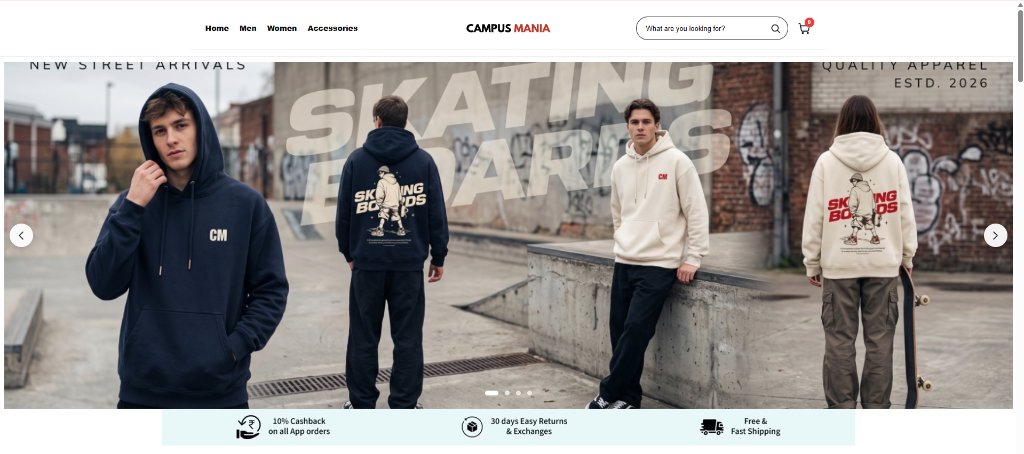 Home Men Women Accessories
CAMPUS MANIA
What are you looking for?
0
NEW STREET ARRIVALS
QUALITY APPAREL
ESTD. 2026
SKATING
BOARDS
CM
SKATING
BOARDS
CM
SKATING
BOARDS
10% Cashback
on all App orders
30 days Easy Returns
& Exchanges
Free &
Fast Shipping